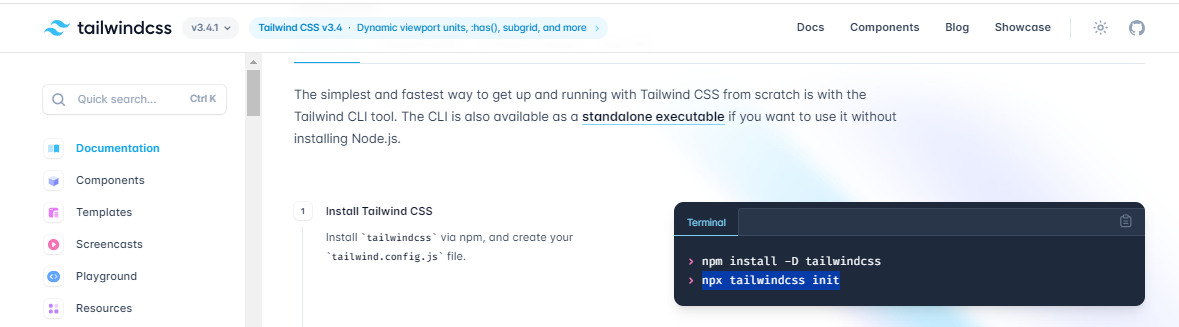 tailwindcss
v3.4.1
Tailwind CSS v3.4 · Dynamic viewport units, :has(), subgrid, and more
Docs
Components
Blog
Showcase
Quick search...
Ctrl K
Documentation
Components
Templates
Screencasts
Playground
Resources
The simplest and fastest way to get up and running with Tailwind CSS from scratch is with the
Tailwind CLI tool. The CLI is also available as a standalone executable if you want to use it without
installing Node.js.
1
Install Tailwind CSS
Install `tailwindcss` via npm, and create your
`tailwind.config.js` file.
Terminal
› npm install -D tailwindcss
› npx tailwindcss init